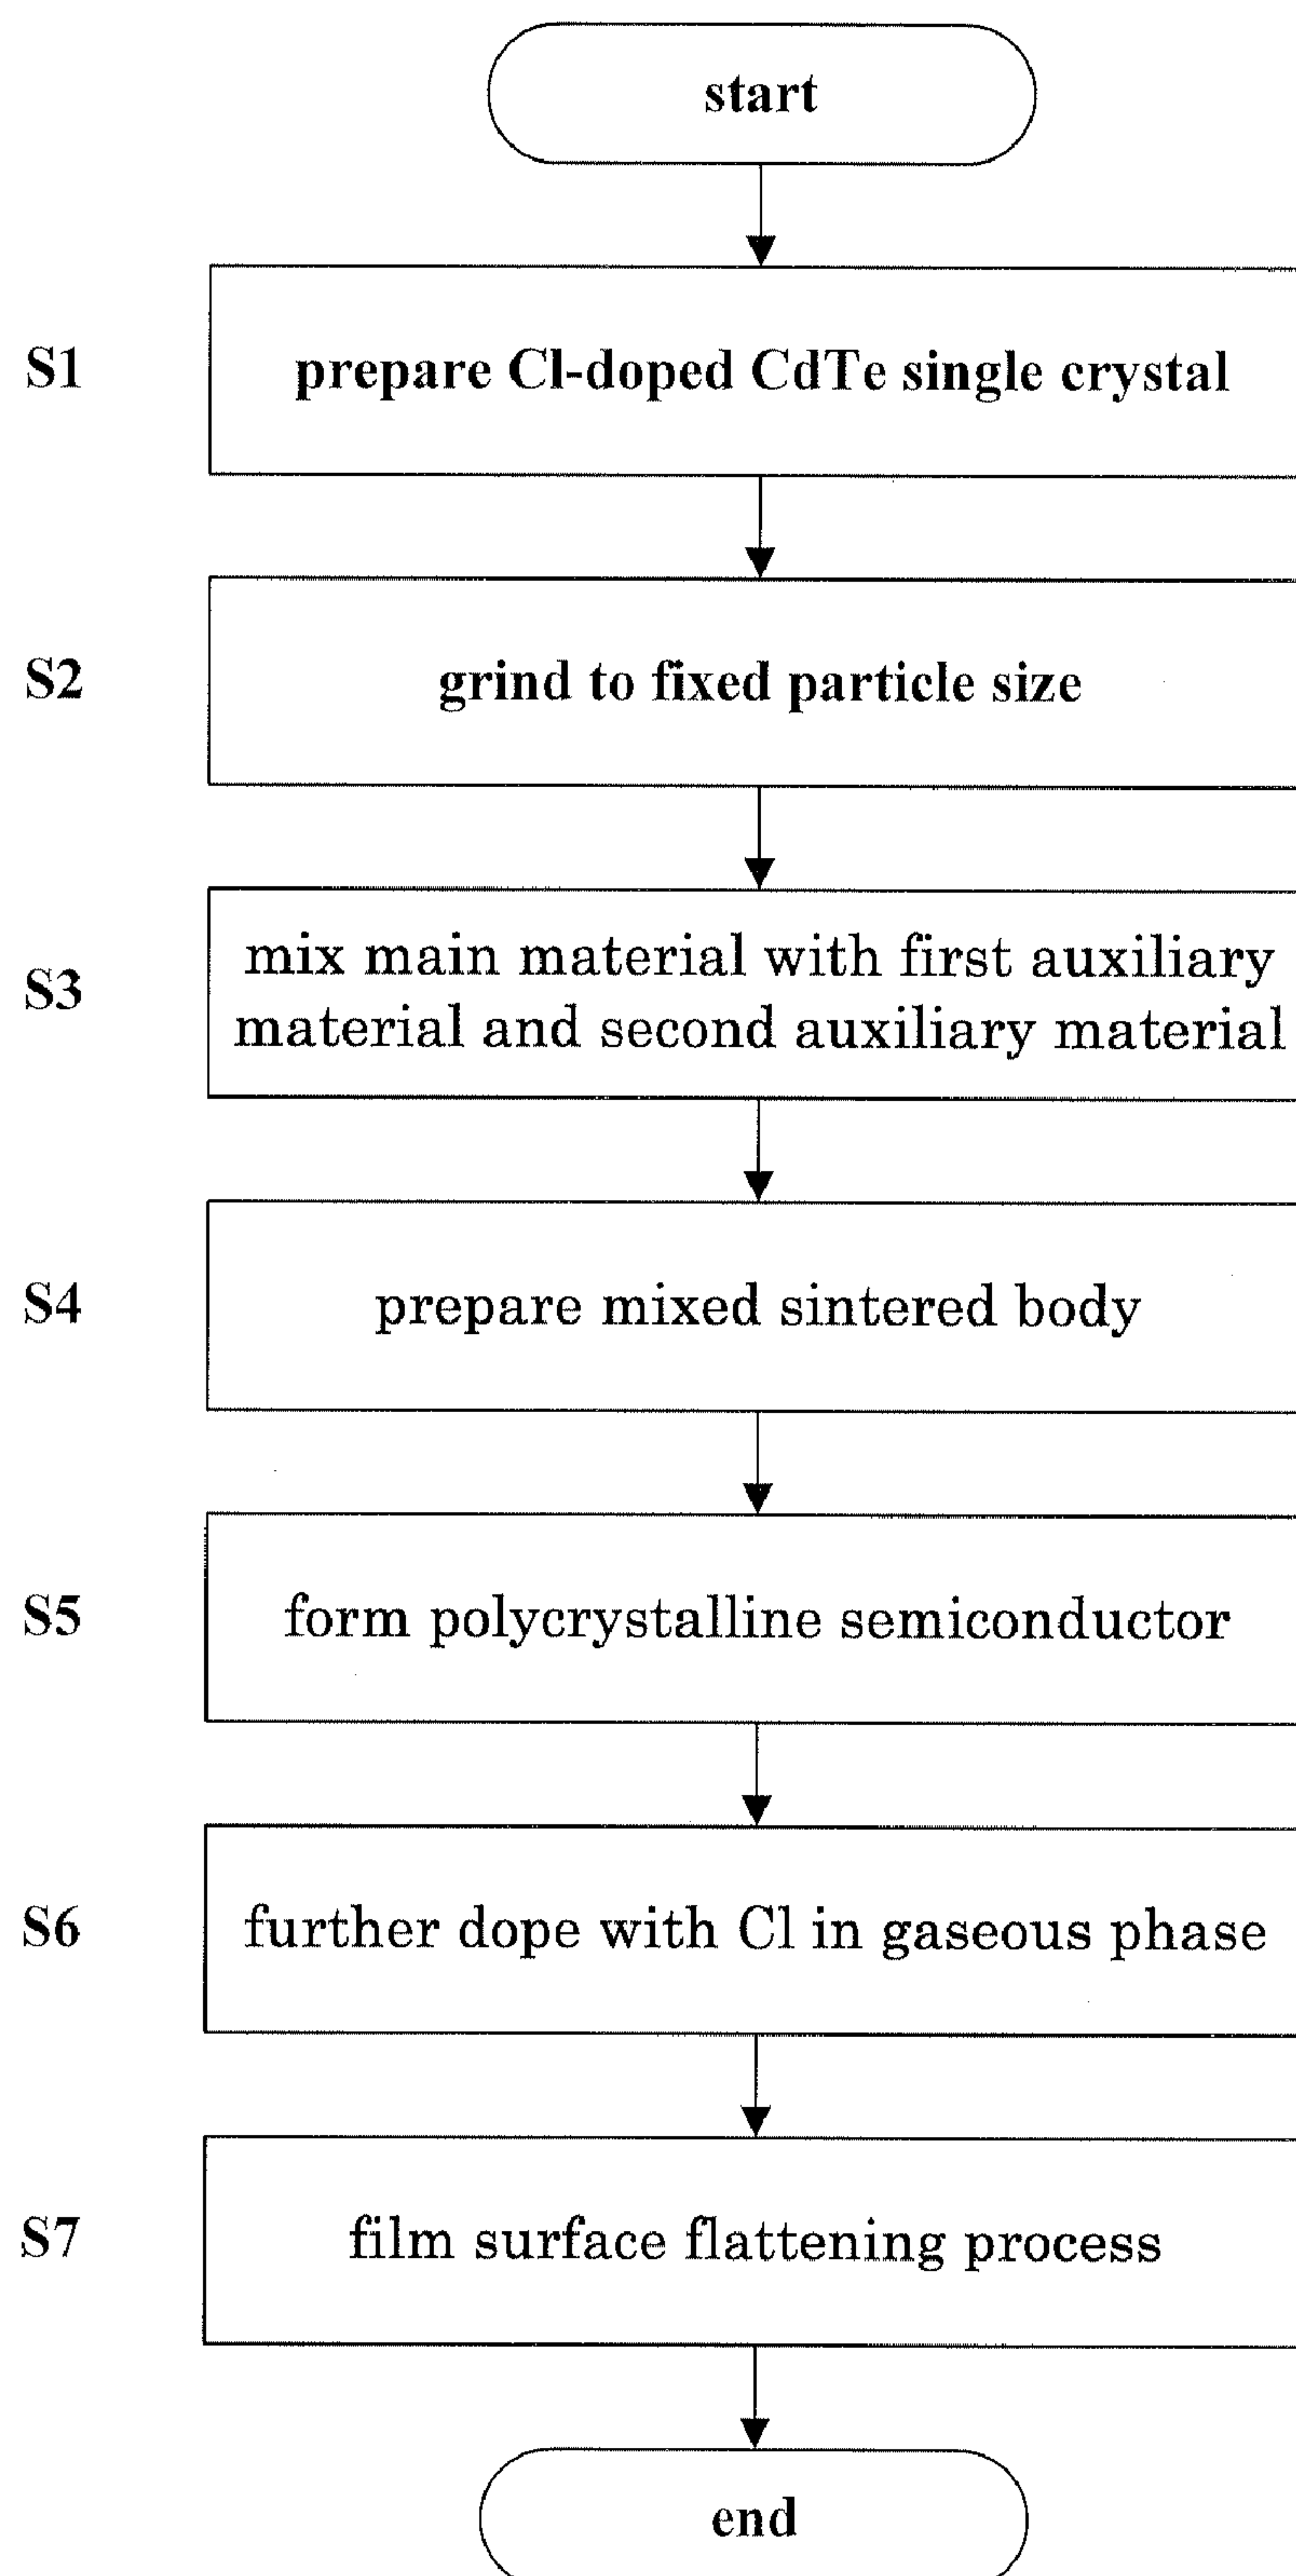 start
S1
prepare Cl-doped CdTe single crystal
S2
grind to fixed particle size
S3
mix main material with first auxiliary
material and second auxiliary material
S4
prepare mixed sintered body
S5
form polycrystalline semiconductor
S6
further dope with Cl in gaseous phase
S7
film surface flattening process
end